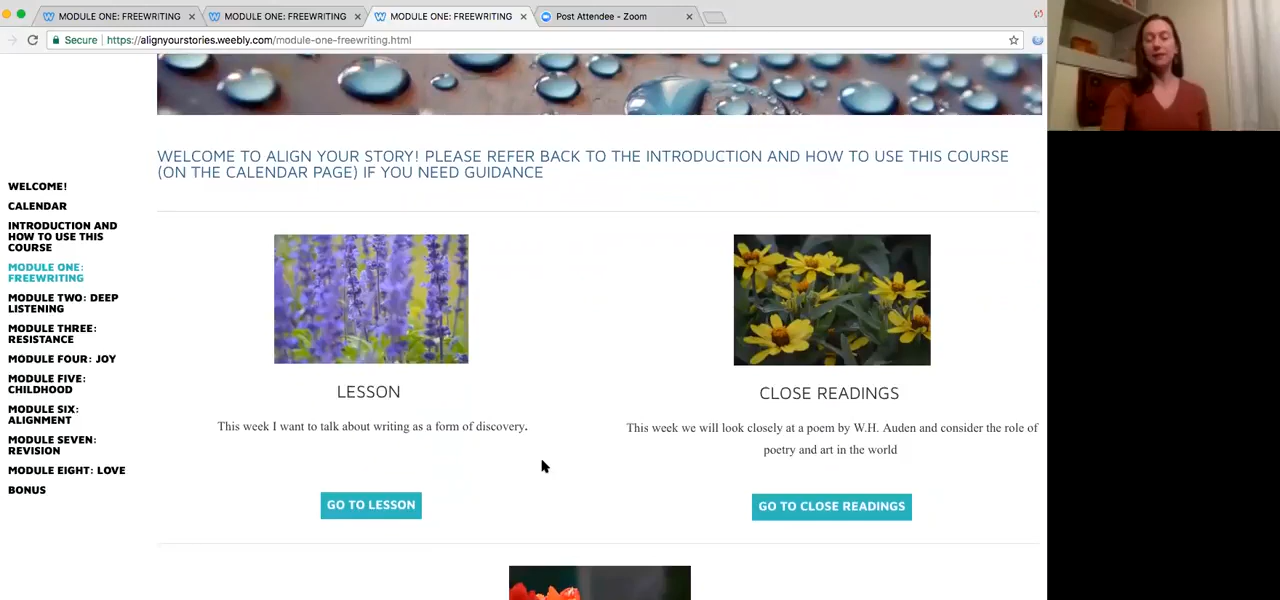 MODULE ONE: FREEWRITING
MODULE ONE: FREEWRITING
MODULE ONE: FREEWRITING
Post Attendee - Zoom
Secure
https://alignyourstories.weebly.com/module-one-freewriting.html
WELCOME TO ALIGN YOUR STORY! PLEASE REFER BACK TO THE INTRODUCTION AND HOW TO USE THIS COURSE
(ON THE CALENDAR PAGE) IF YOU NEED GUIDANCE
WELCOME!
CALENDAR
INTRODUCTION AND
HOW TO USE THIS
COURSE
MODULE ONE:
FREEWRITING
MODULE TWO: DEEP
LISTENING
MODULE THREE:
RESISTANCE
MODULE FOUR: JOY
MODULE FIVE:
CHILDHOOD
MODULE SIX:
ALIGNMENT
MODULE SEVEN:
REVISION
MODULE EIGHT: LOVE
BONUS
LESSON
This week I want to talk about writing as a form of discovery.
GO TO LESSON
CLOSE READINGS
This week we will look closely at a poem by W.H. Auden and consider the role of
poetry and art in the world
GO TO CLOSE READINGS